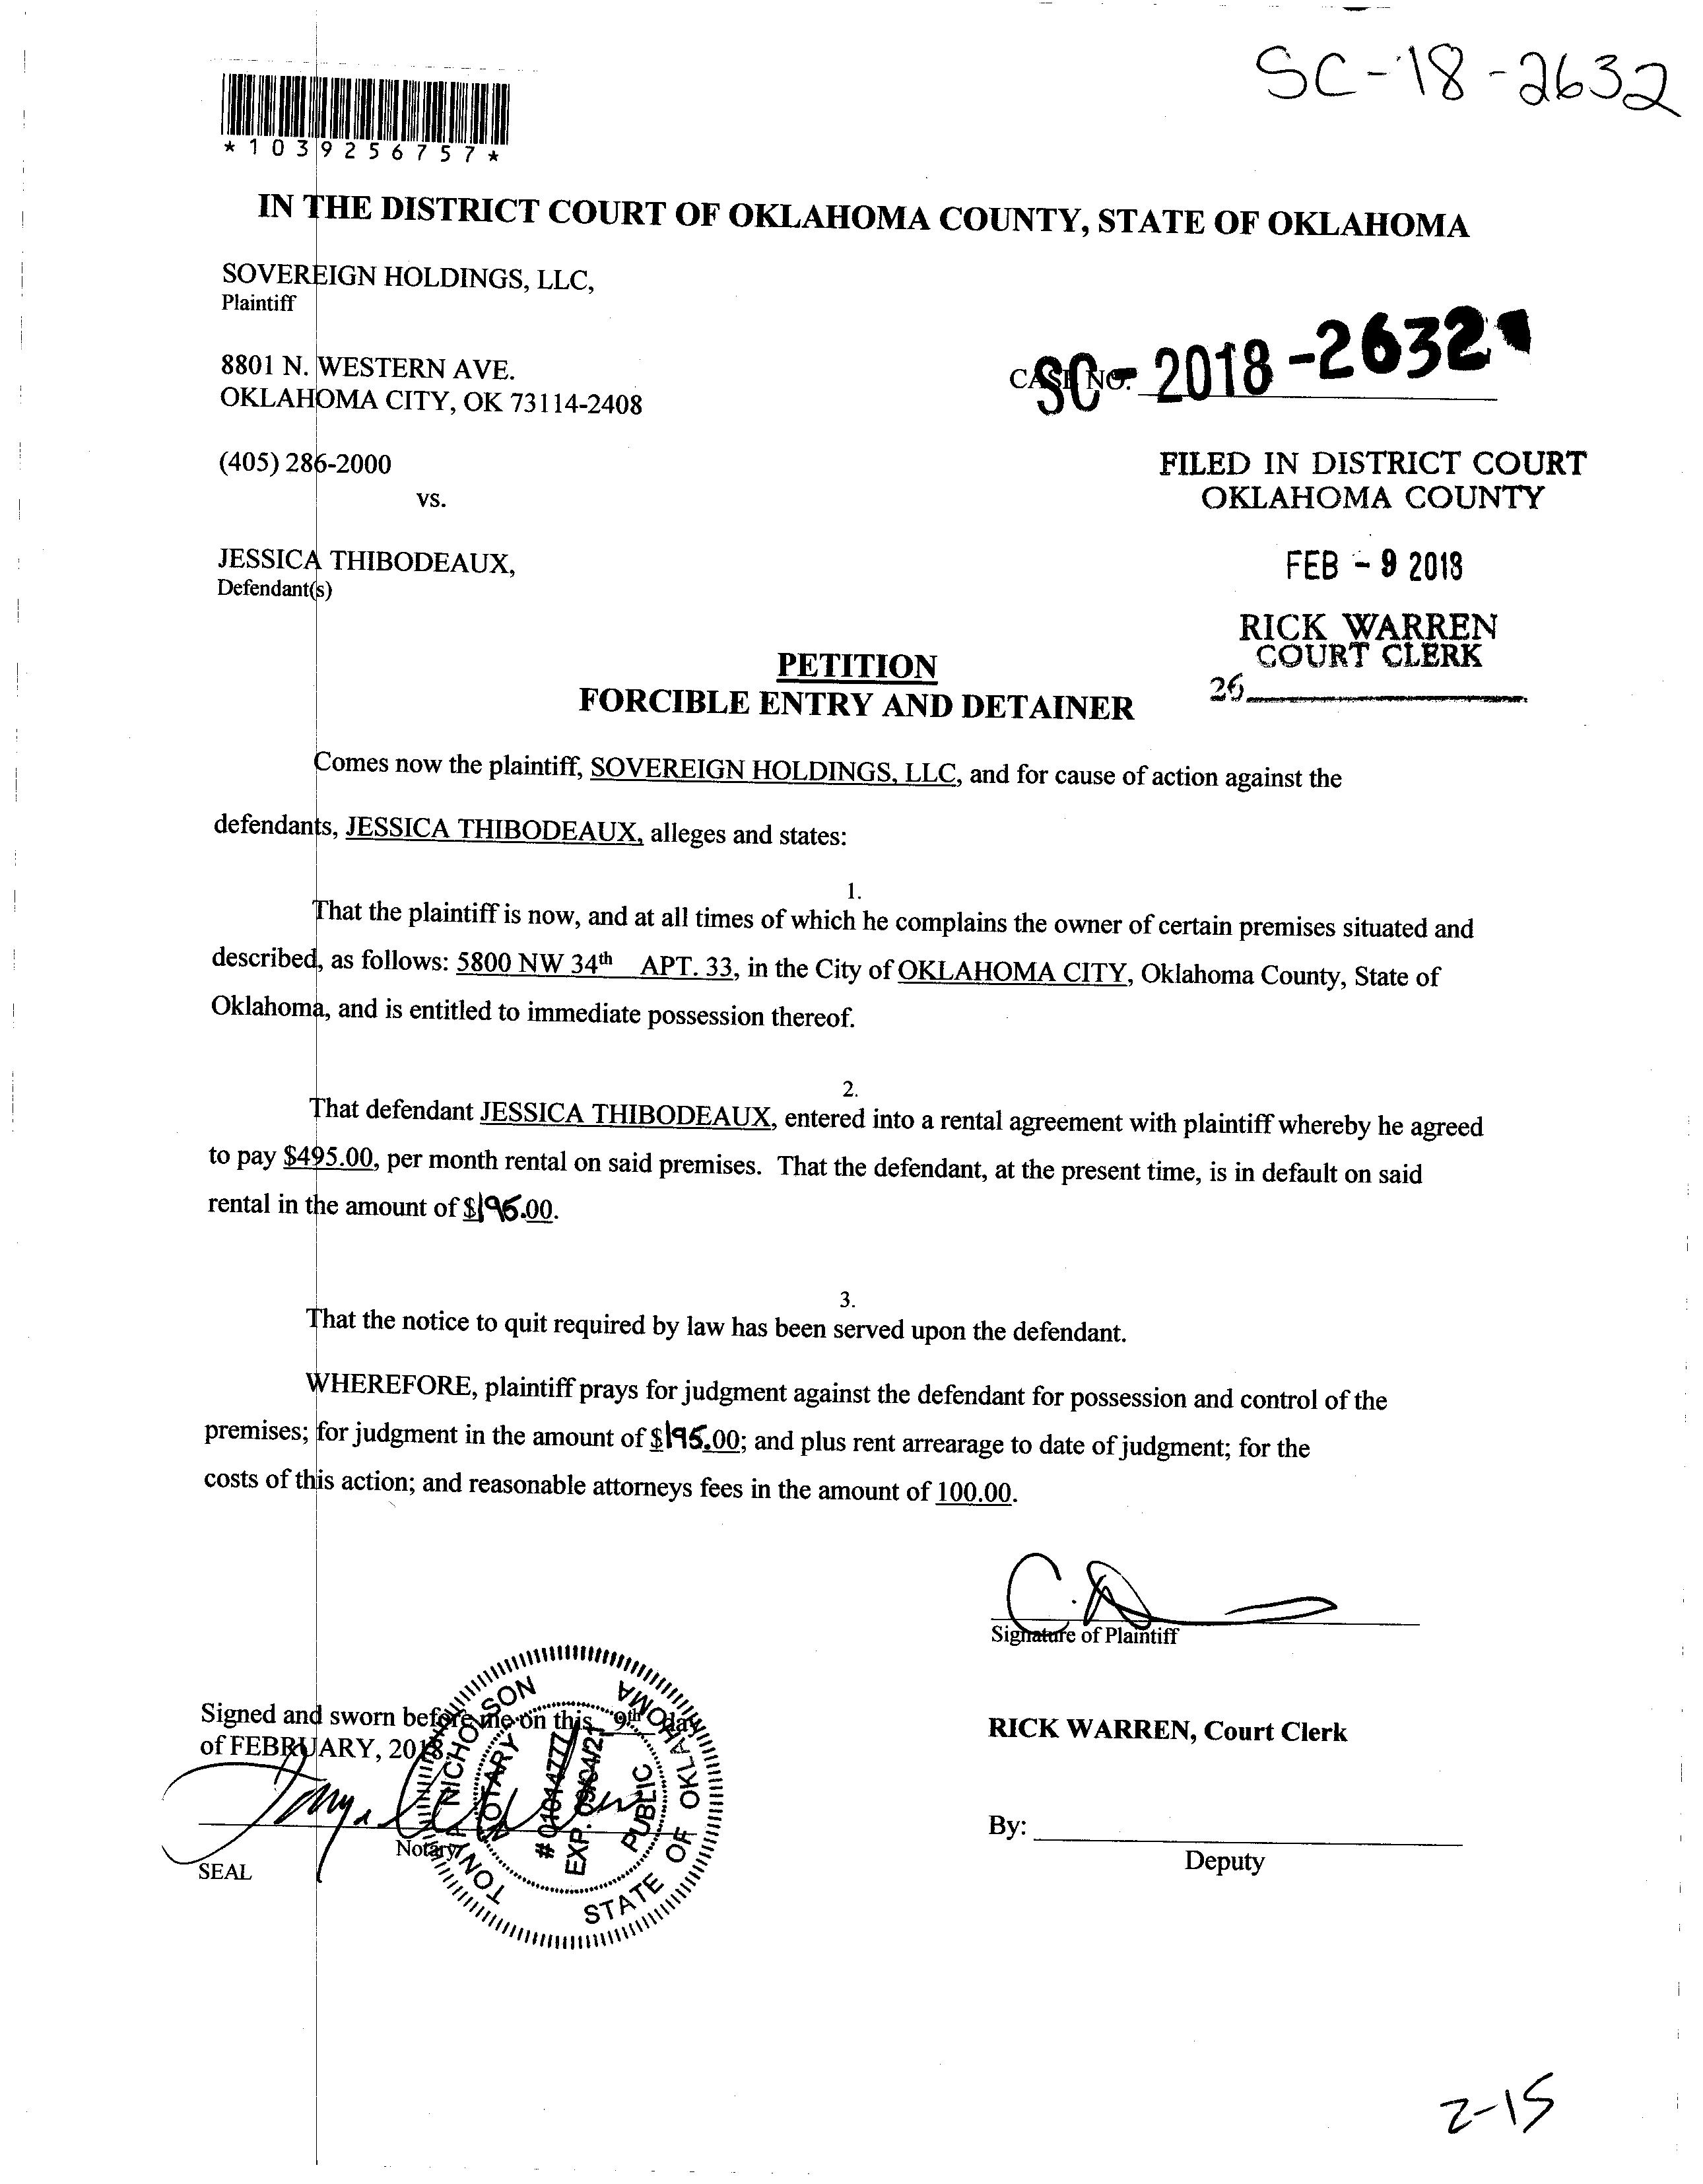 SC-18-2632
*1039256757*
IN THE DISTRICT COURT OF OKLAHOMA COUNTY, STATE OF OKLAHOMA
SOVEREIGN HOLDINGS, LLC,
Plaintiff
8801 N. WESTERN AVE.
OKLAHOMA CITY, OK 73114-2408
CASE NO. SC-2018-2632
(405) 286-2000
vs.
FILED IN DISTRICT COURT
OKLAHOMA COUNTY
JESSICA THIBODEAUX,
Defendant(s)
FEB - 9 2018
RICK WARREN
COURT CLERK
26
PETITION
FORCIBLE ENTRY AND DETAINER
Comes now the plaintiff, SOVEREIGN HOLDINGS, LLC, and for cause of action against the
defendants, JESSICA THIBODEAUX, alleges and states:
1.
That the plaintiff is now, and at all times of which he complains the owner of certain premises situated and
described, as follows: 5800 NW 34th APT. 33, in the City of OKLAHOMA CITY, Oklahoma County, State of
Oklahoma, and is entitled to immediate possession thereof.
2.
That defendant JESSICA THIBODEAUX, entered into a rental agreement with plaintiff whereby he agreed
to pay $495.00, per month rental on said premises. That the defendant, at the present time, is in default on said
rental in the amount of $195.00.
3.
That the notice to quit required by law has been served upon the defendant.
WHEREFORE, plaintiff prays for judgment against the defendant for possession and control of the
premises; for judgment in the amount of $195.00; and plus rent arrearage to date of judgment; for the
costs of this action; and reasonable attorneys fees in the amount of 100.00.
Signature of Plaintiff
Signed and sworn before me on this 9th day
of FEBRUARY, 2018.
Notary
SEAL
TONYA NICHOLSON
NOTARY PUBLIC
# 01014777
EXP. 09/04/21
STATE OF OKLAHOMA
RICK WARREN, Court Clerk
By:
Deputy
2-15